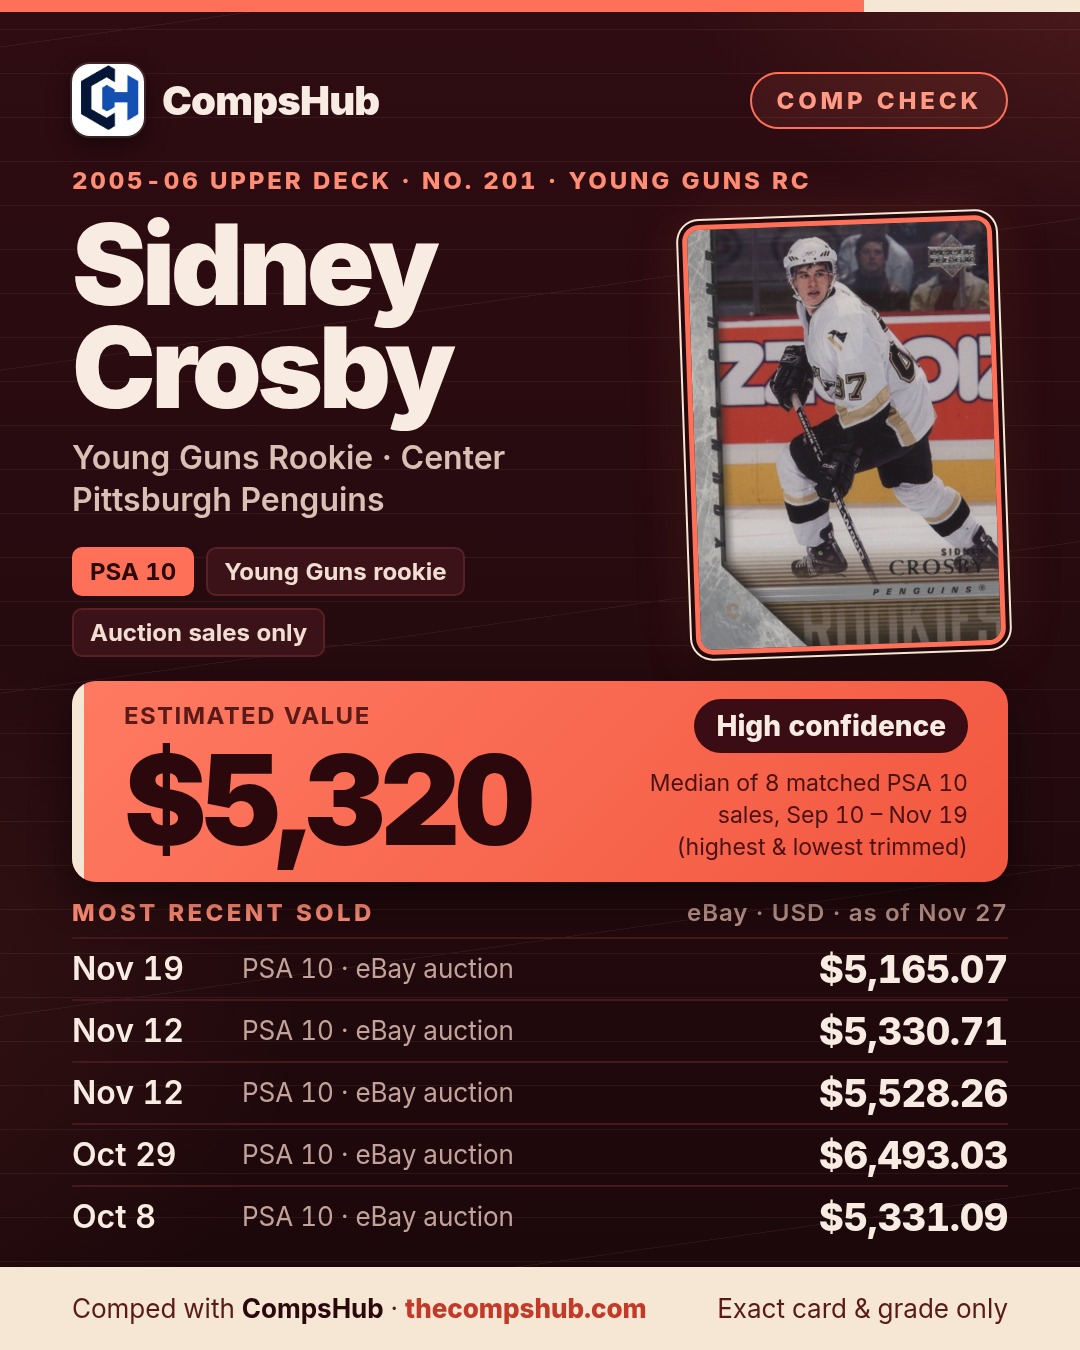 CompsHub
COMP CHECK
2005-06 UPPER DECK · NO. 201 · YOUNG GUNS RC
Sidney
Crosby
Young Guns Rookie · Center
Pittsburgh Penguins
PSA 10
Young Guns rookie
Auction sales only
UPPER DECK
97
SIDNEY
CROSBY
PENGUINS®
C
ROOKIES
ESTIMATED VALUE
$5,320
High confidence
Median of 8 matched PSA 10
sales, Sep 10 – Nov 19
(highest & lowest trimmed)
MOST RECENT SOLD
eBay · USD · as of Nov 27
Nov 19 PSA 10 · eBay auction $5,165.07
Nov 12 PSA 10 · eBay auction $5,330.71
Nov 12 PSA 10 · eBay auction $5,528.26
Oct 29 PSA 10 · eBay auction $6,493.03
Oct 8 PSA 10 · eBay auction $5,331.09
Comped with CompsHub · thecompshub.com
Exact card & grade only